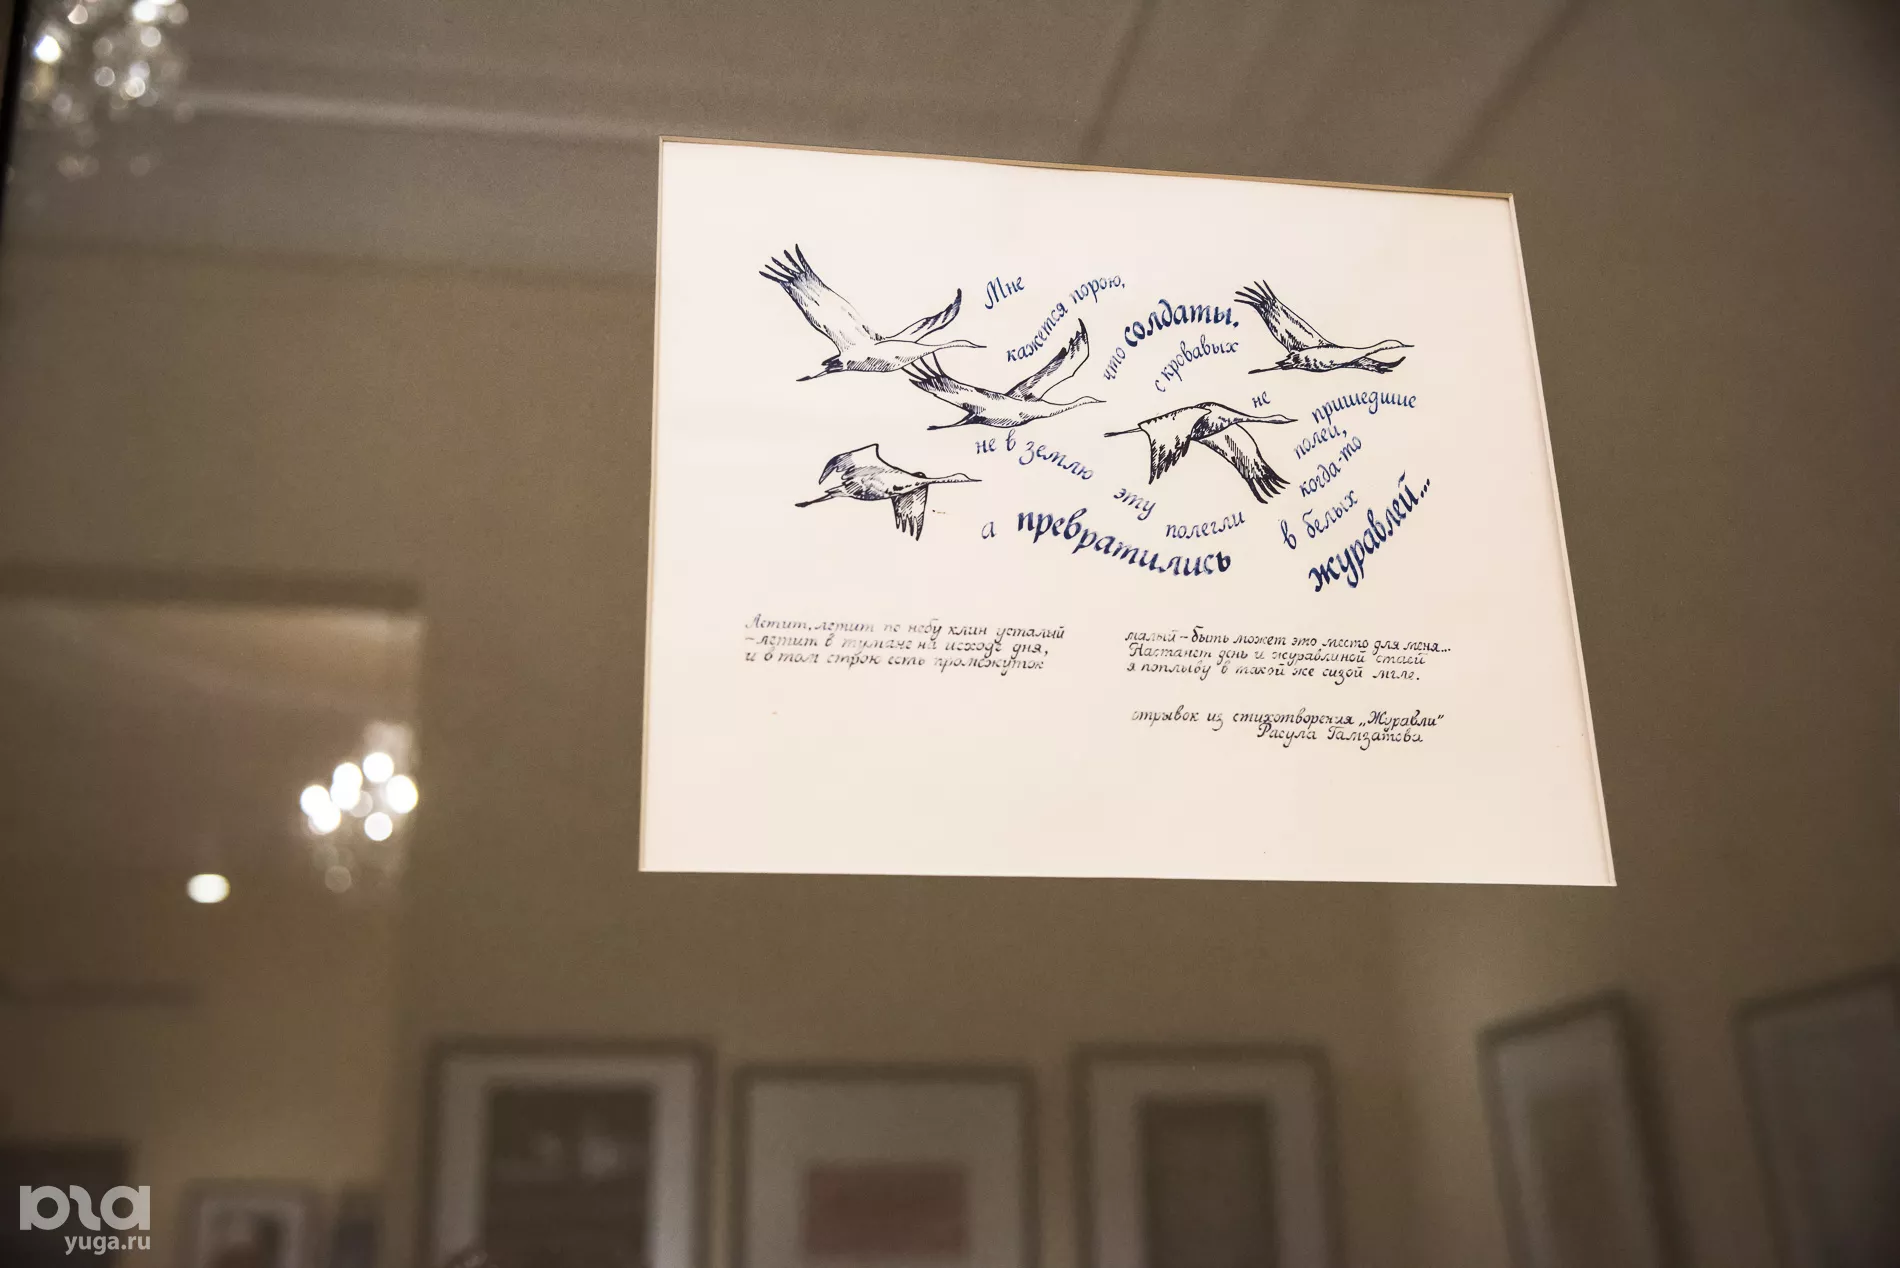 Мне
кажется порою,
что солдаты,
с кровавых
не
пришедшие
полей,
не в землю эту полегли
когда-то
а превратились
в белых
журавлей...
Летит, летит по небу клин усталый
– летит в тумане на исходе дня,
и в том строю есть промежуток
малый – быть может это место для меня...
Настанет день и журавлиной стаей
я поплыву в такой же сизой мгле.
отрывок из стихотворения „Журавли"
Расула Гамзатова
юга
yuga.ru